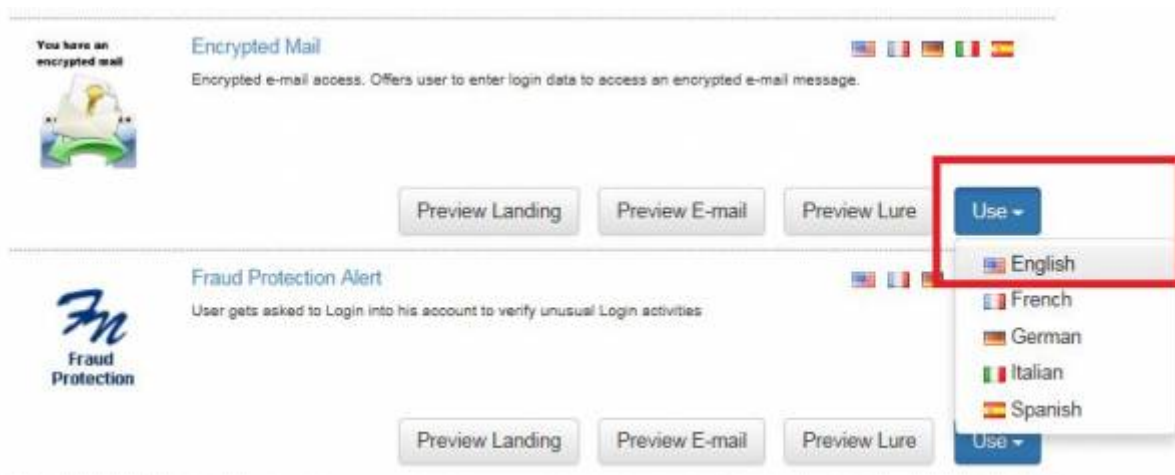 You have an
encrypted mail
Encrypted Mail
Encrypted e-mail access. Offers user to enter login data to access an encrypted e-mail message.
Preview Landing
Preview E-mail
Preview Lure
Use
English
French
German
Italian
Spanish
Fraud Protection Alert
User gets asked to Login into his account to verify unusual Login activities
FN
Fraud
Protection
Preview Landing
Preview E-mail
Preview Lure
Use